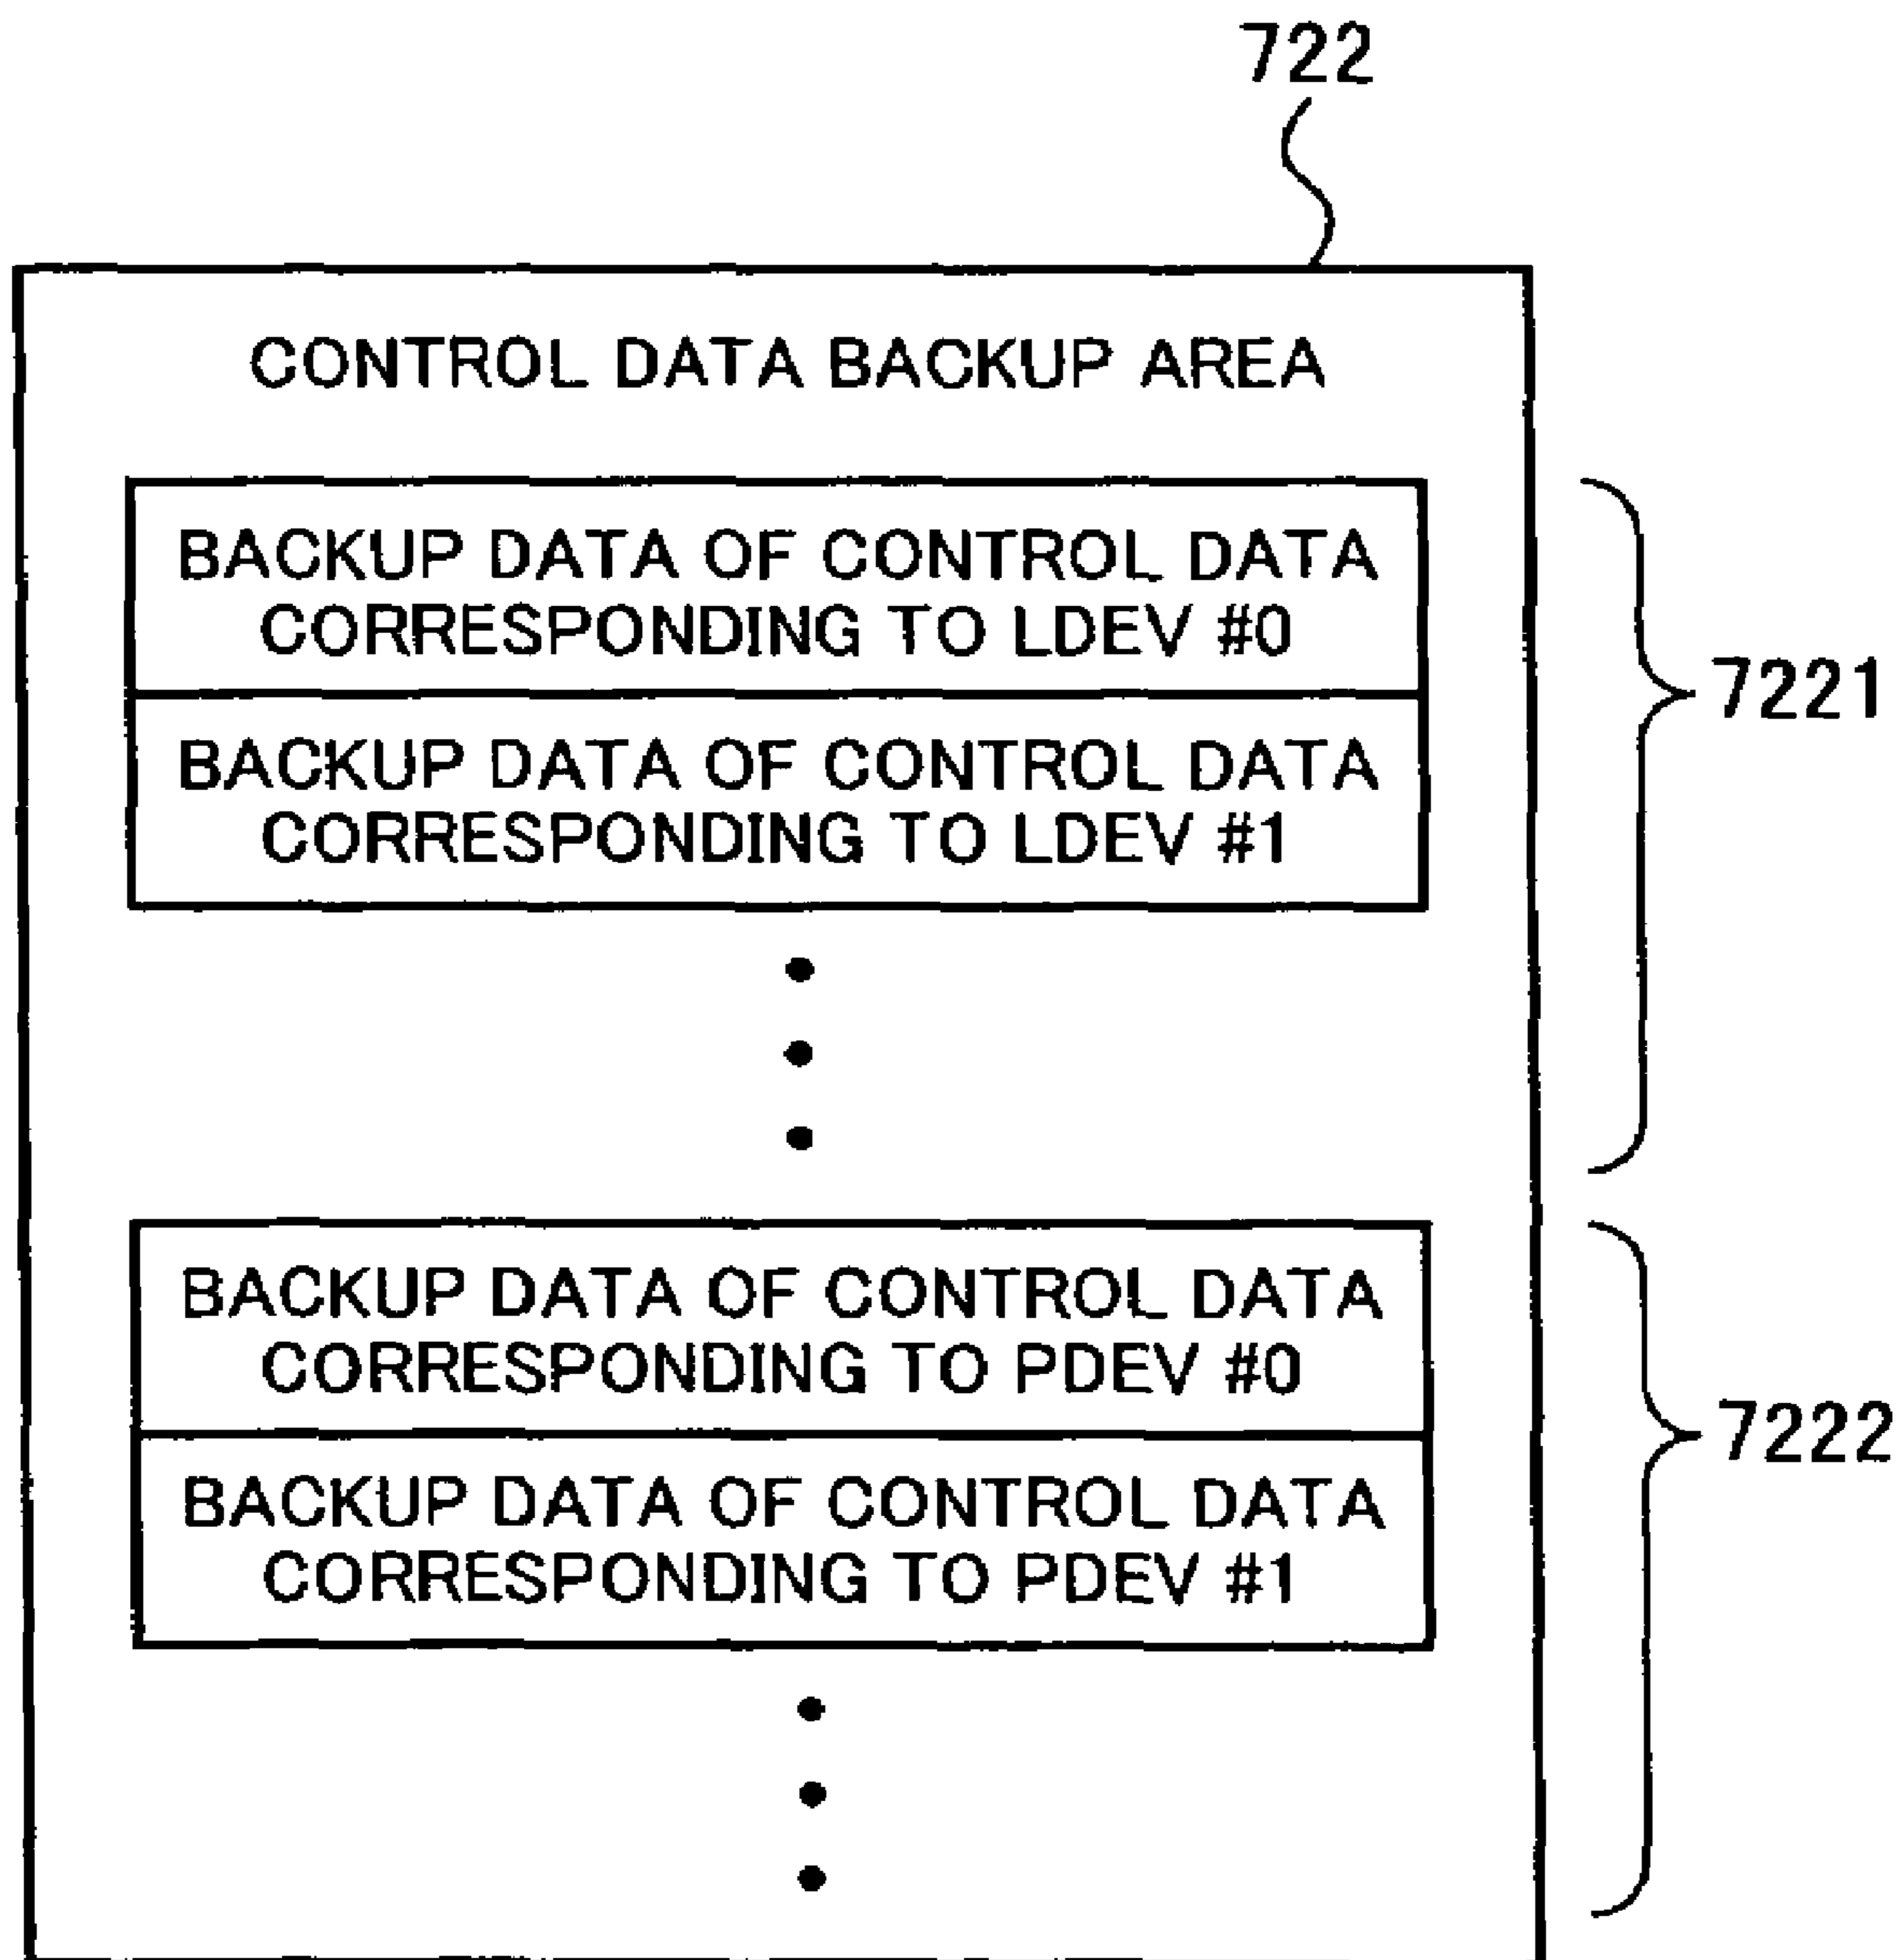 722
CONTROL DATA BACKUP AREA
BACKUP DATA OF CONTROL DATA
CORRESPONDING TO LDEV #0
BACKUP DATA OF CONTROL DATA
CORRESPONDING TO LDEV #1
7221
BACKUP DATA OF CONTROL DATA
CORRESPONDING TO PDEV #0
BACKUP DATA OF CONTROL DATA
CORRESPONDING TO PDEV #1
7222